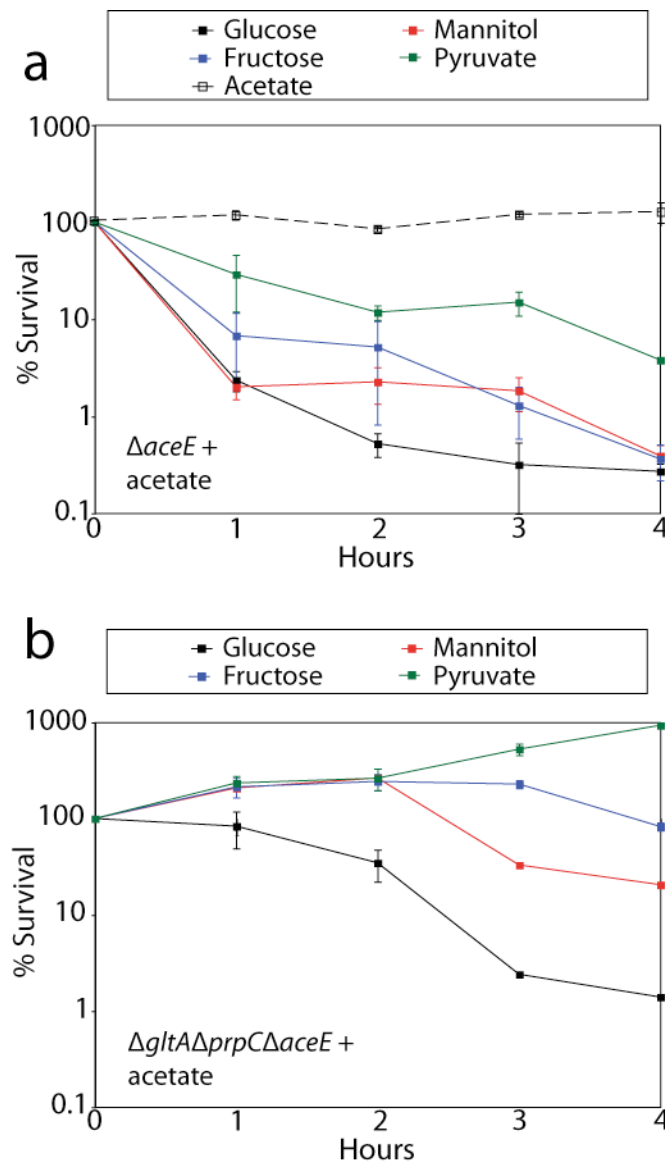 a
Glucose Mannitol
Fructose Pyruvate
Acetate
1000
100
10
1
0.1
% Survival
ΔaceE +
acetate
0 1 2 3 4
Hours
b
Glucose Mannitol
Fructose Pyruvate
1000
100
10
1
0.1
% Survival
ΔgltAΔprpCΔaceE +
acetate
0 1 2 3 4
Hours